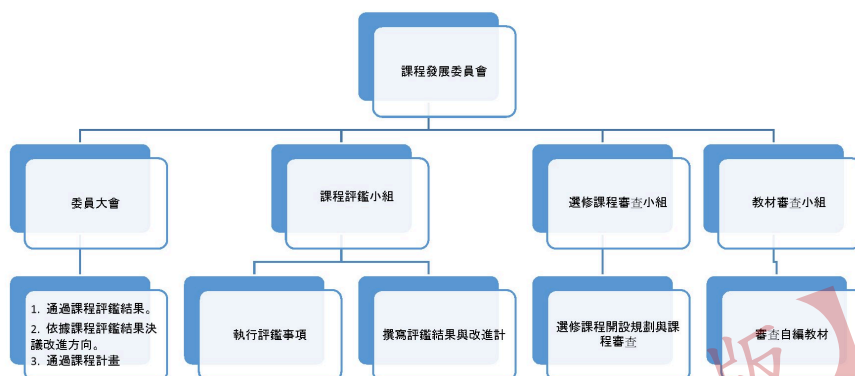 課程發展委員會
委員大會
課程評鑑小組
選修課程審查小組
教材審查小組
1. 通過課程評鑑結果。
2. 依據課程評鑑結果決
議改進方向。
3. 通過課程計畫
執行評鑑事項
撰寫評鑑結果與改進計
選修課程開設規劃與課
程審查
審查自編教材
版】